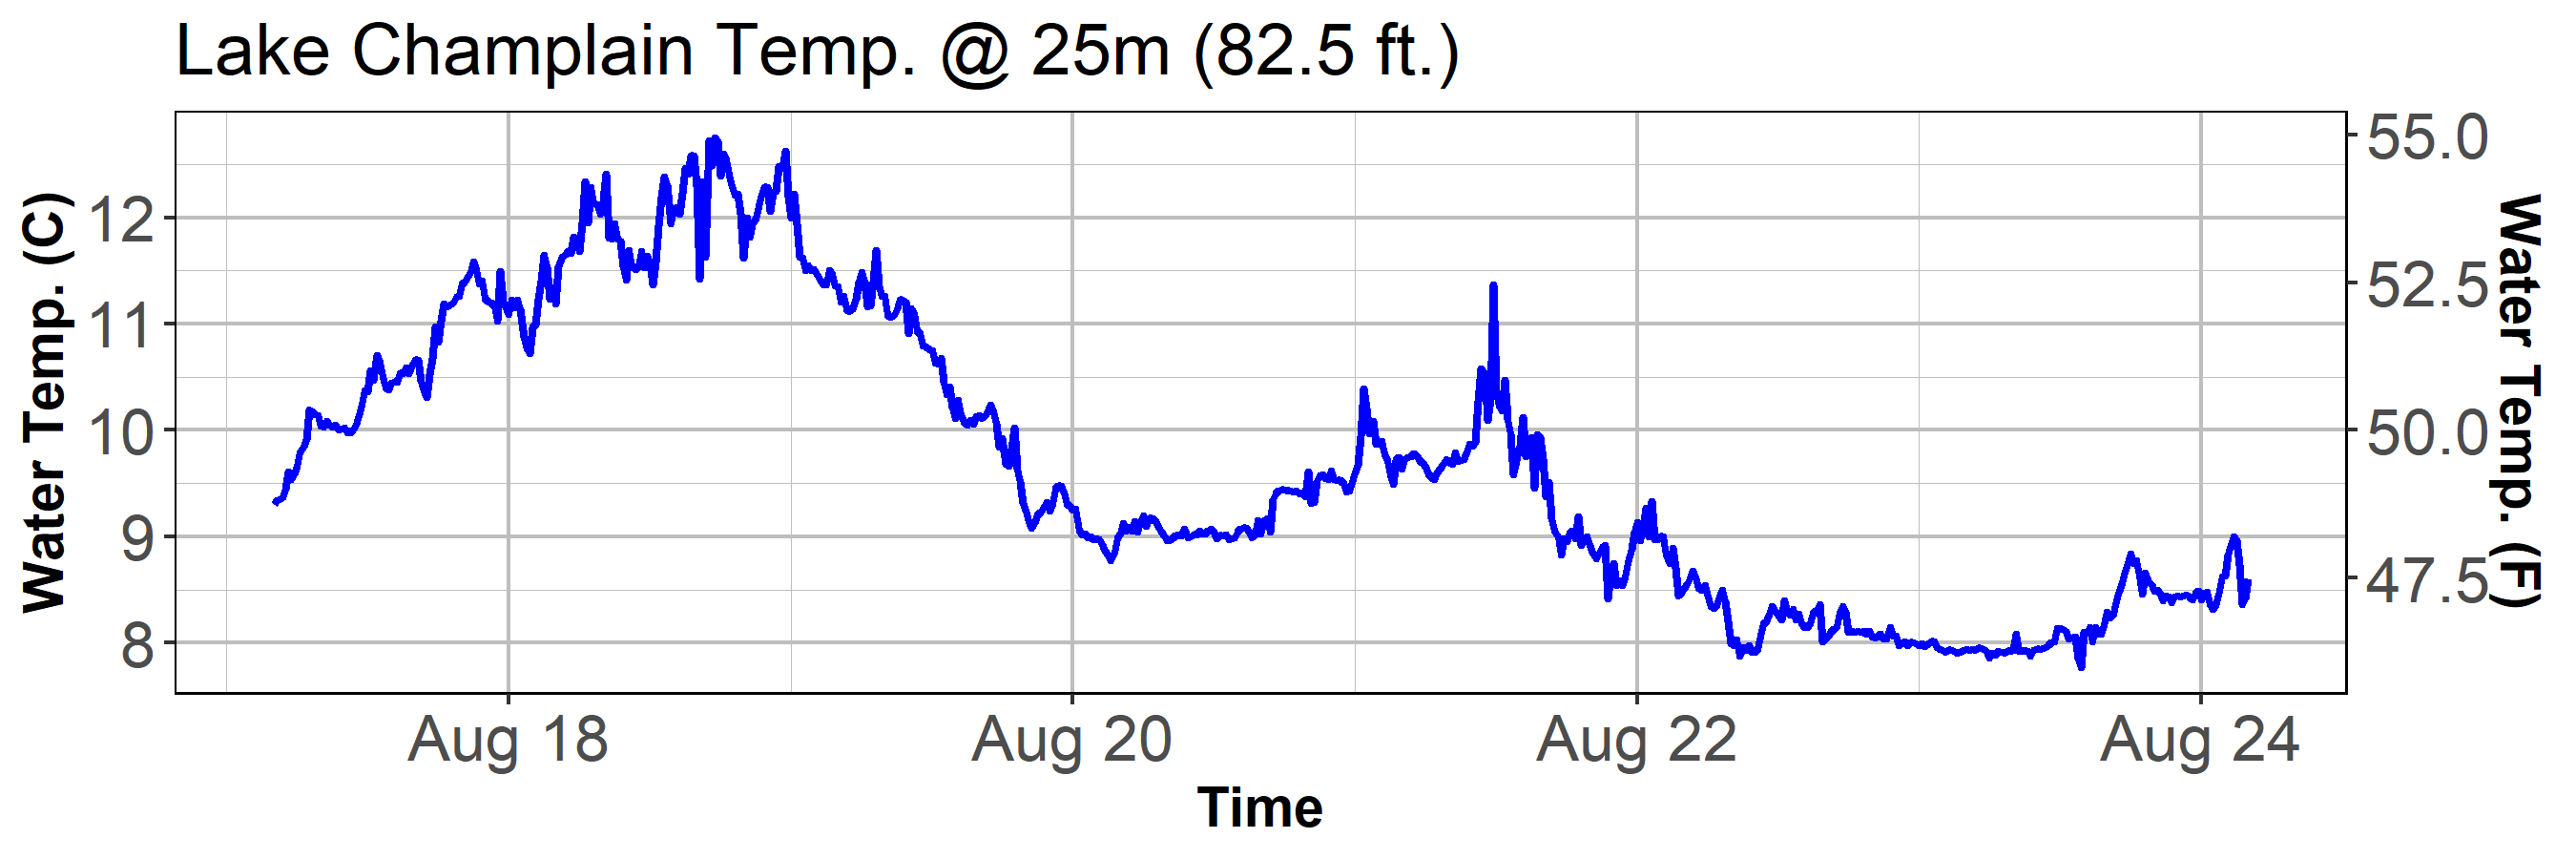 Lake Champlain Temp. @ 25m (82.5 ft.)
Water Temp. (C)
12
11
10
9
8
55.0
52.5
50.0
47.5
Water Temp. (F)
Aug 18 Aug 20 Aug 22 Aug 24
Time